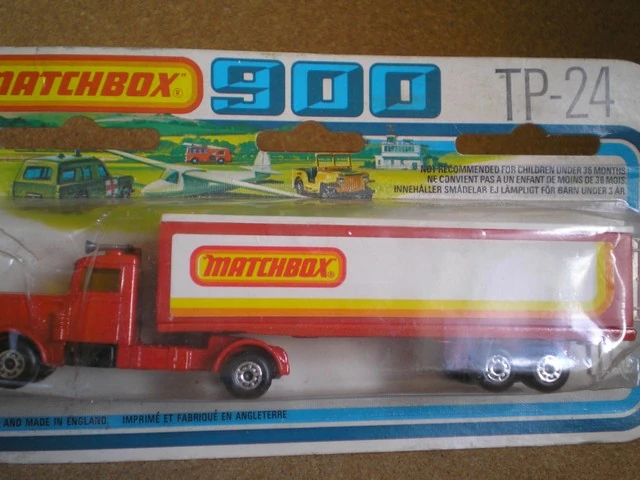 MATCHBOX®
900
TP-24
NOT RECOMMENDED FOR CHILDREN UNDER 36 MONTHS.
NE CONVIENT PAS A UN ENFANT DE MOINS DE 36 MOIS.
INNEHÅLLER SMÅDELAR EJ LÄMPLIGT FÖR BARN UNDER 3 ÅR.
MATCHBOX®
AND MADE IN ENGLAND. IMPRIMÉ ET FABRIQUÉ EN ANGLETERRE